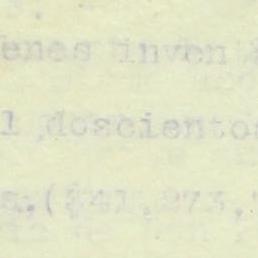 enes inven
l doscientos
s.($41,273,